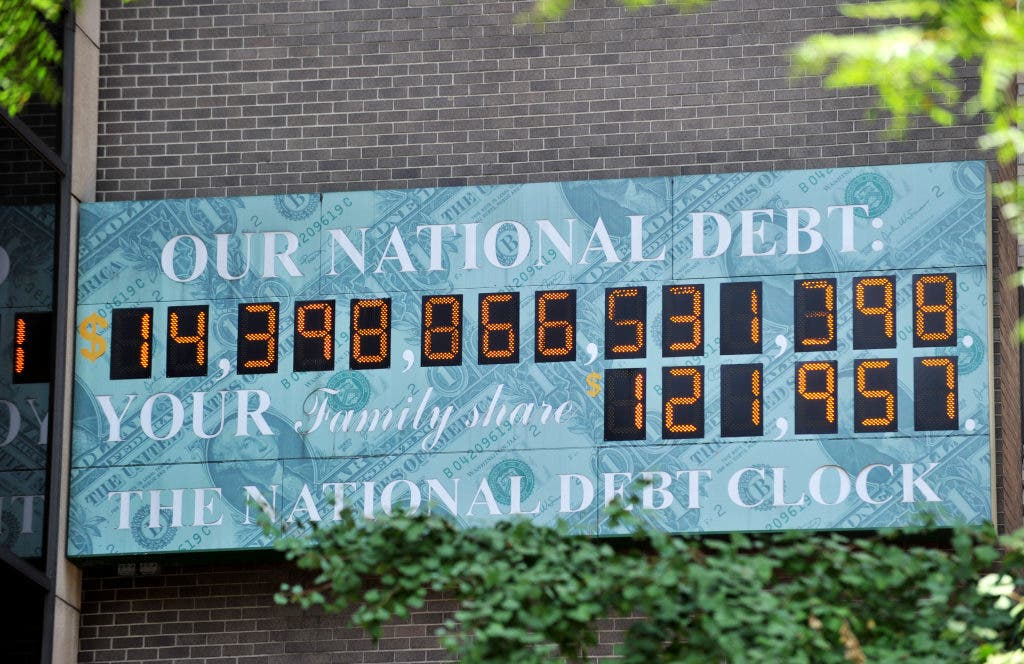 OUR NATIONAL DEBT:
$14,398,866,531,398.
YOUR Family share $121,957.
THE NATIONAL DEBT CLOCK